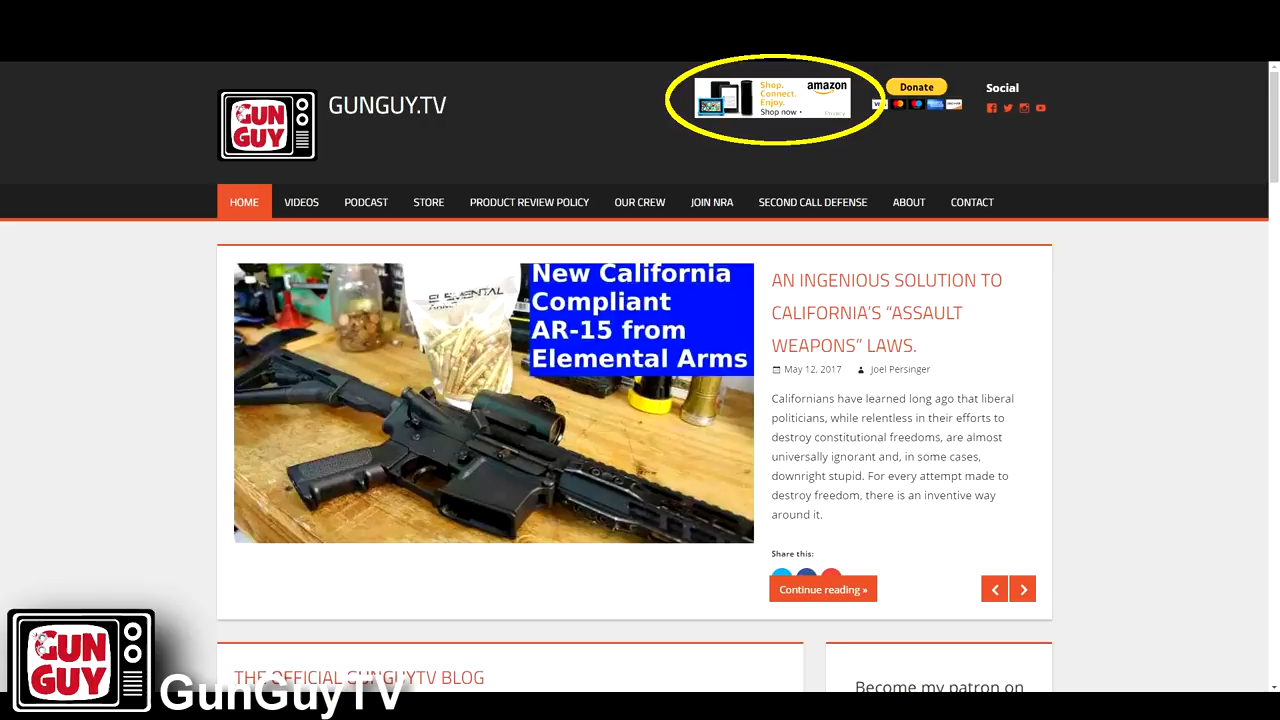 GUN
GUY
GUNGUY.TV
Shop.
Connect.
Enjoy.
Shop now
amazon
Privacy
Donate
VISA
Social
HOME
VIDEOS
PODCAST
STORE
PRODUCT REVIEW POLICY
OUR CREW
JOIN NRA
SECOND CALL DEFENSE
ABOUT
CONTACT
ELEMENTAL
New California
Compliant
AR-15 from
Elemental Arms
AN INGENIOUS SOLUTION TO
CALIFORNIA'S “ASSAULT
WEAPONS” LAWS.
May 12, 2017
Joel Persinger
Californians have learned long ago that liberal
politicians, while relentless in their efforts to
destroy constitutional freedoms, are almost
universally ignorant and, in some cases,
downright stupid. For every attempt made to
destroy freedom, there is an inventive way
around it.
Share this:
Continue reading »
THE OFFICIAL GUNGUYTV BLOG
Become my patron on
GUN
GUY
GunGuyTV